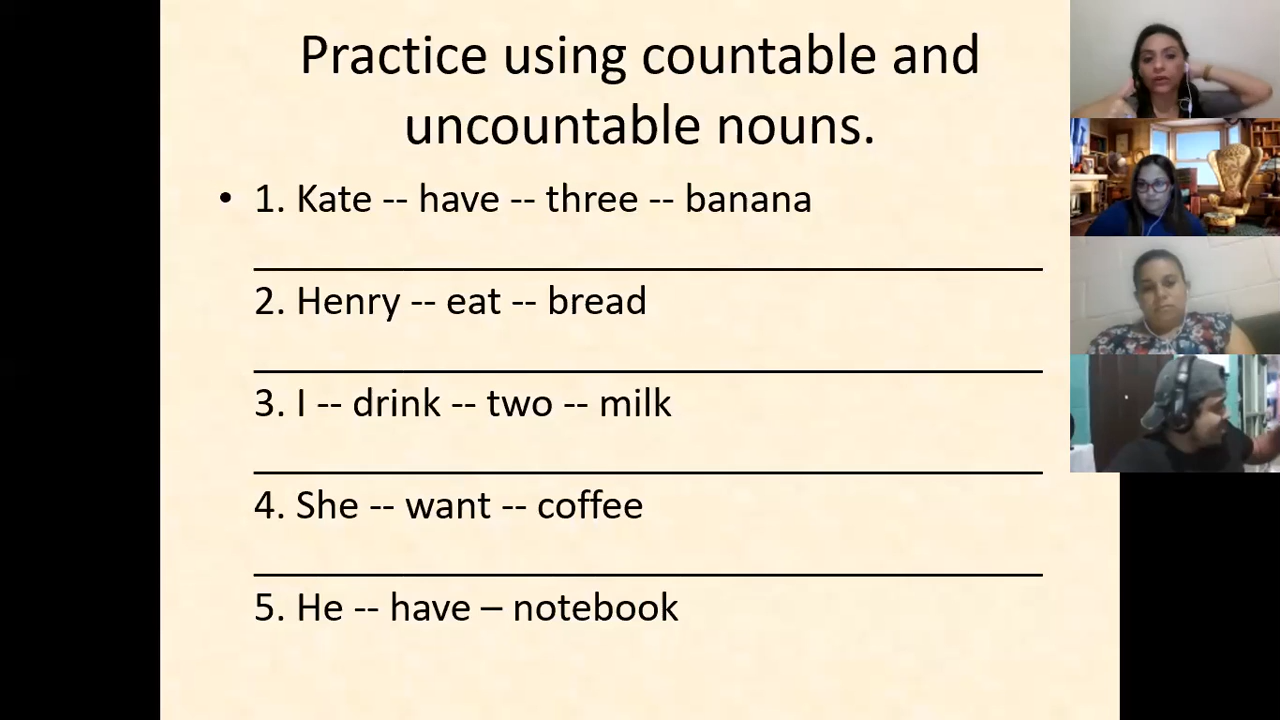 Practice using countable and
uncountable nouns.
• 1. Kate -- have -- three -- banana
2. Henry -- eat -- bread
3. I -- drink -- two -- milk
4. She -- want -- coffee
5. He -- have – notebook